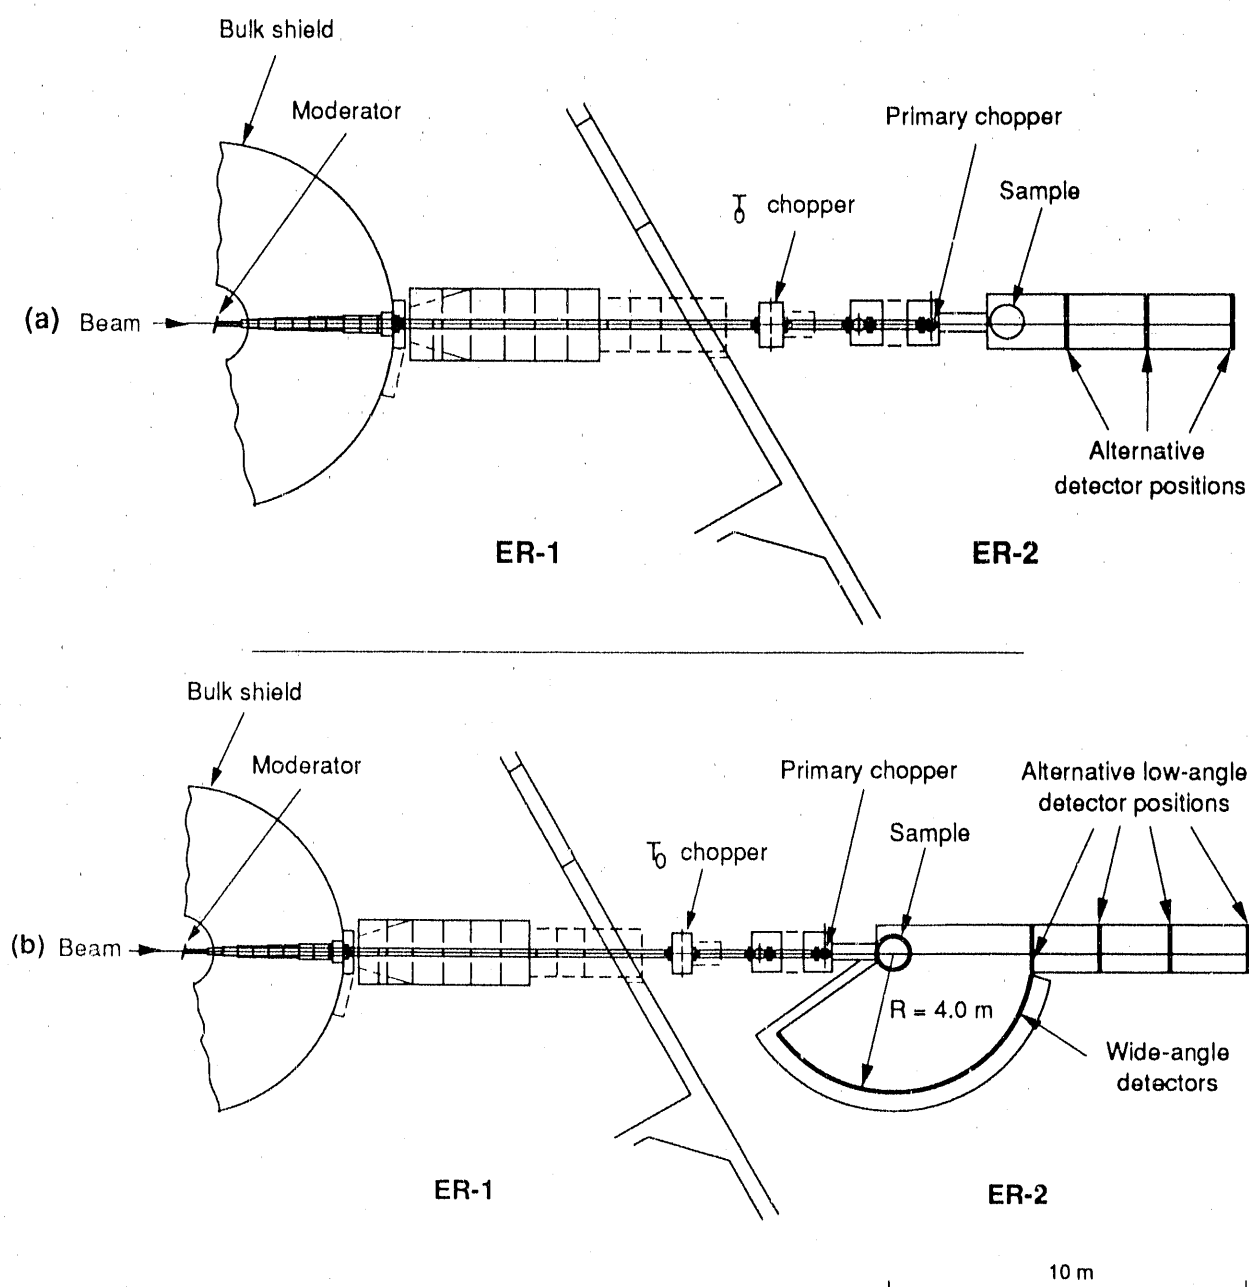 Bulk shield
Moderator
Primary chopper
T0 chopper
Sample
(a) Beam
Alternative
detector positions
ER-1
ER-2
Bulk shield
Moderator
Primary chopper
Alternative low-angle
detector positions
Sample
T0 chopper
(b) Beam
R = 4.0 m
Wide-angle
detectors
ER-1
ER-2
10 m